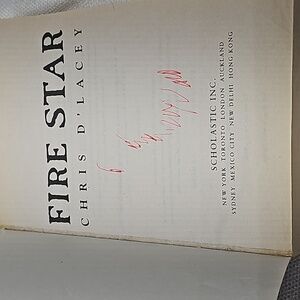 FIRE STAR
CHRIS D'LACEY
SCHOLASTIC INC.
NEW YORK TORONTO LONDON AUCKLAND
SYDNEY MEXICO CITY NEW DELHI HONG KONG